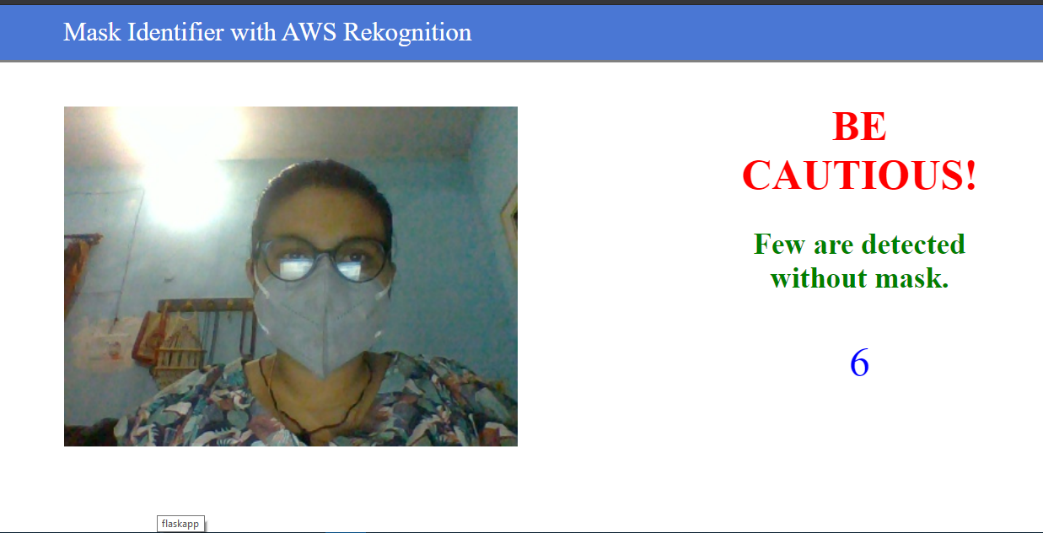 Mask Identifier with AWS Rekognition
BE
CAUTIOUS!
Few are detected
without mask.
6
flaskapp